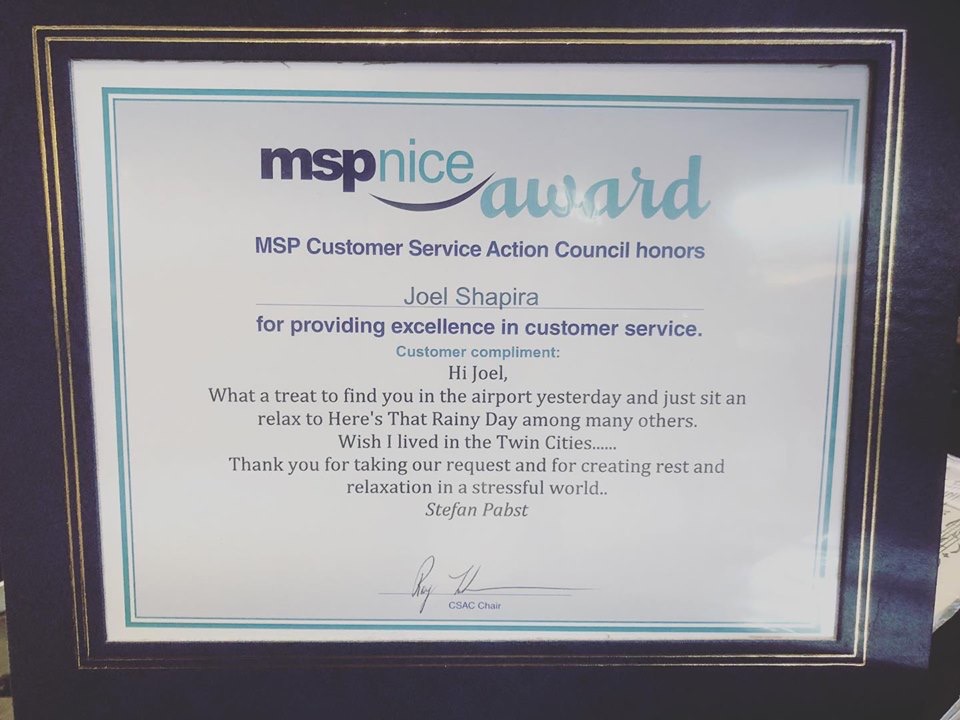 mspnice award
MSP Customer Service Action Council honors
Joel Shapira
for providing excellence in customer service.
Customer compliment:
Hi Joel,
What a treat to find you in the airport yesterday and just sit an
relax to Here's That Rainy Day among many others.
Wish I lived in the Twin Cities......
Thank you for taking our request and for creating rest and
relaxation in a stressful world..
Stefan Pabst
CSAC Chair